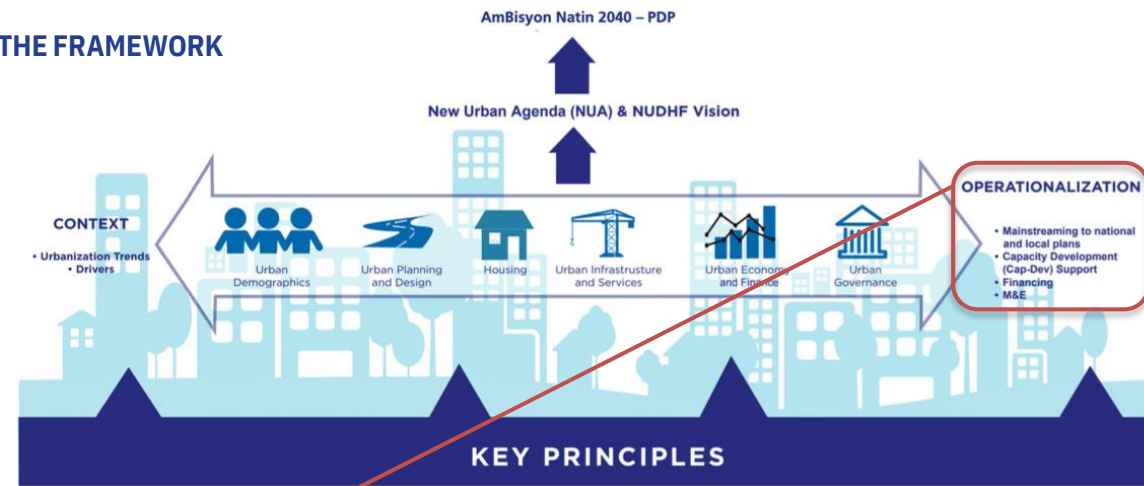 AmBisyon Natin 2040 – PDP
THE FRAMEWORK
New Urban Agenda (NUA) & NUDHF Vision
CONTEXT
• Urbanization Trends
• Drivers
Urban
Demographics
Urban Planning
and Design
Housing
Urban Infrastructure
and Services
Urban Economy
and Finance
Urban
Governance
OPERATIONALIZATION
• Mainstreaming to national
and local plans
• Capacity Development
(Cap-Dev) Support
• Financing
• M&E
KEY PRINCIPLES